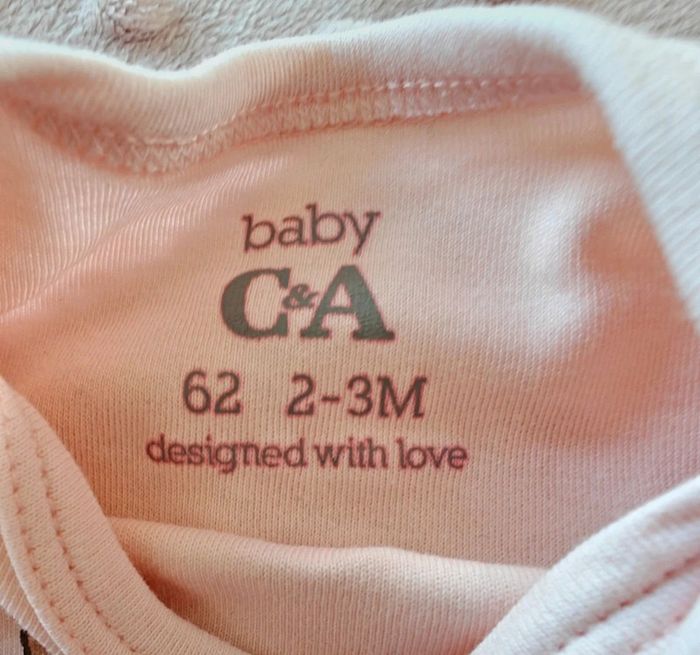 baby
C&A
62 2-3M
designed with love